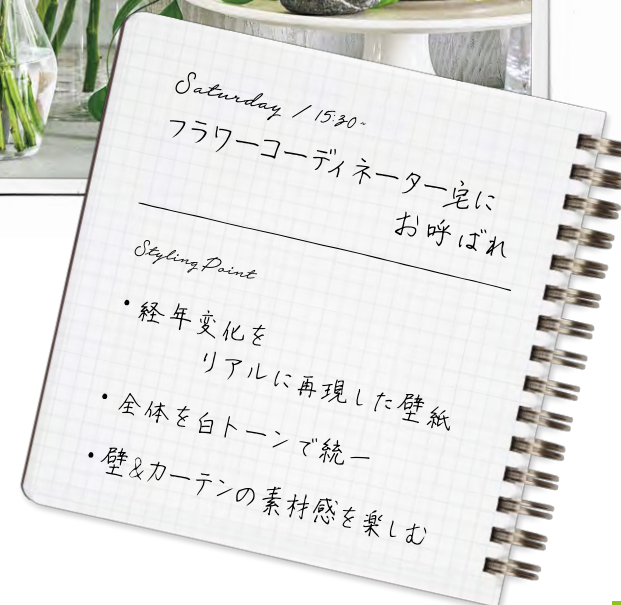 Saturday / 15:30~
フラワーコーディネーター宅に
お呼ばれ
Styling Point
・経年変化を
リアルに再現した壁紙
・全体を白トーンで統一
・壁&カーテンの素材感を楽しむ